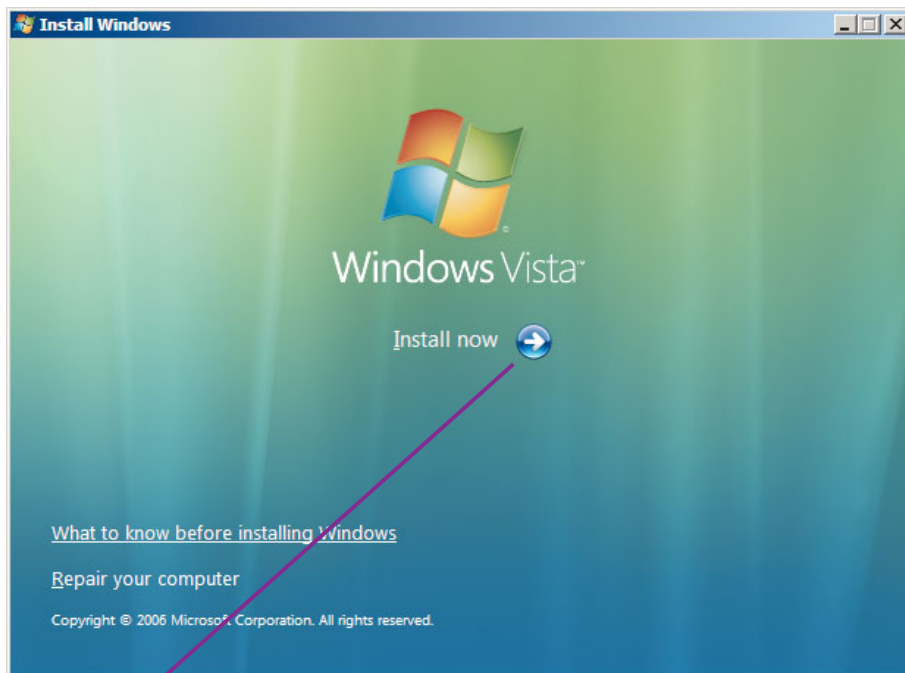 Install Windows
Windows Vista™
Install now
What to know before installing Windows
Repair your computer
Copyright © 2006 Microsoft Corporation. All rights reserved.